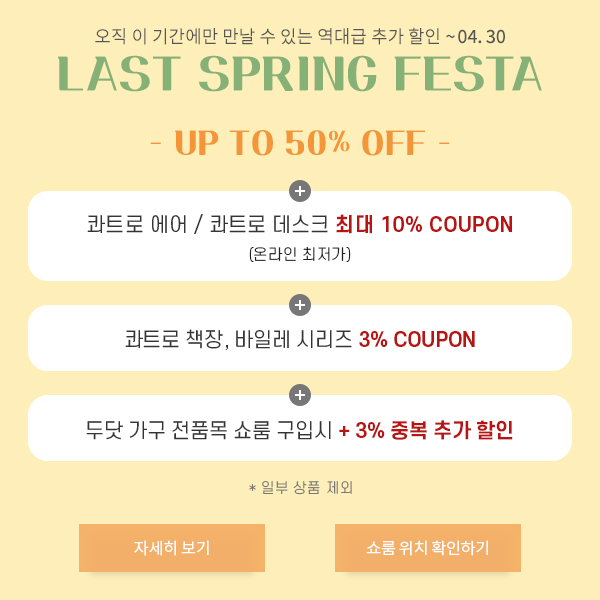 오직 이 기간에만 만날 수 있는 역대급 추가 할인 ~04. 30
LAST SPRING FESTA
- UP TO 50% OFF -
+
콰트로 에어 / 콰트로 데스크 최대 10% COUPON
(온라인 최저가)
+
콰트로 책장, 바일레 시리즈 3% COUPON
+
두닷 가구 전품목 쇼룸 구입시 + 3% 중복 추가 할인
* 일부 상품 제외
자세히 보기
쇼룸 위치 확인하기